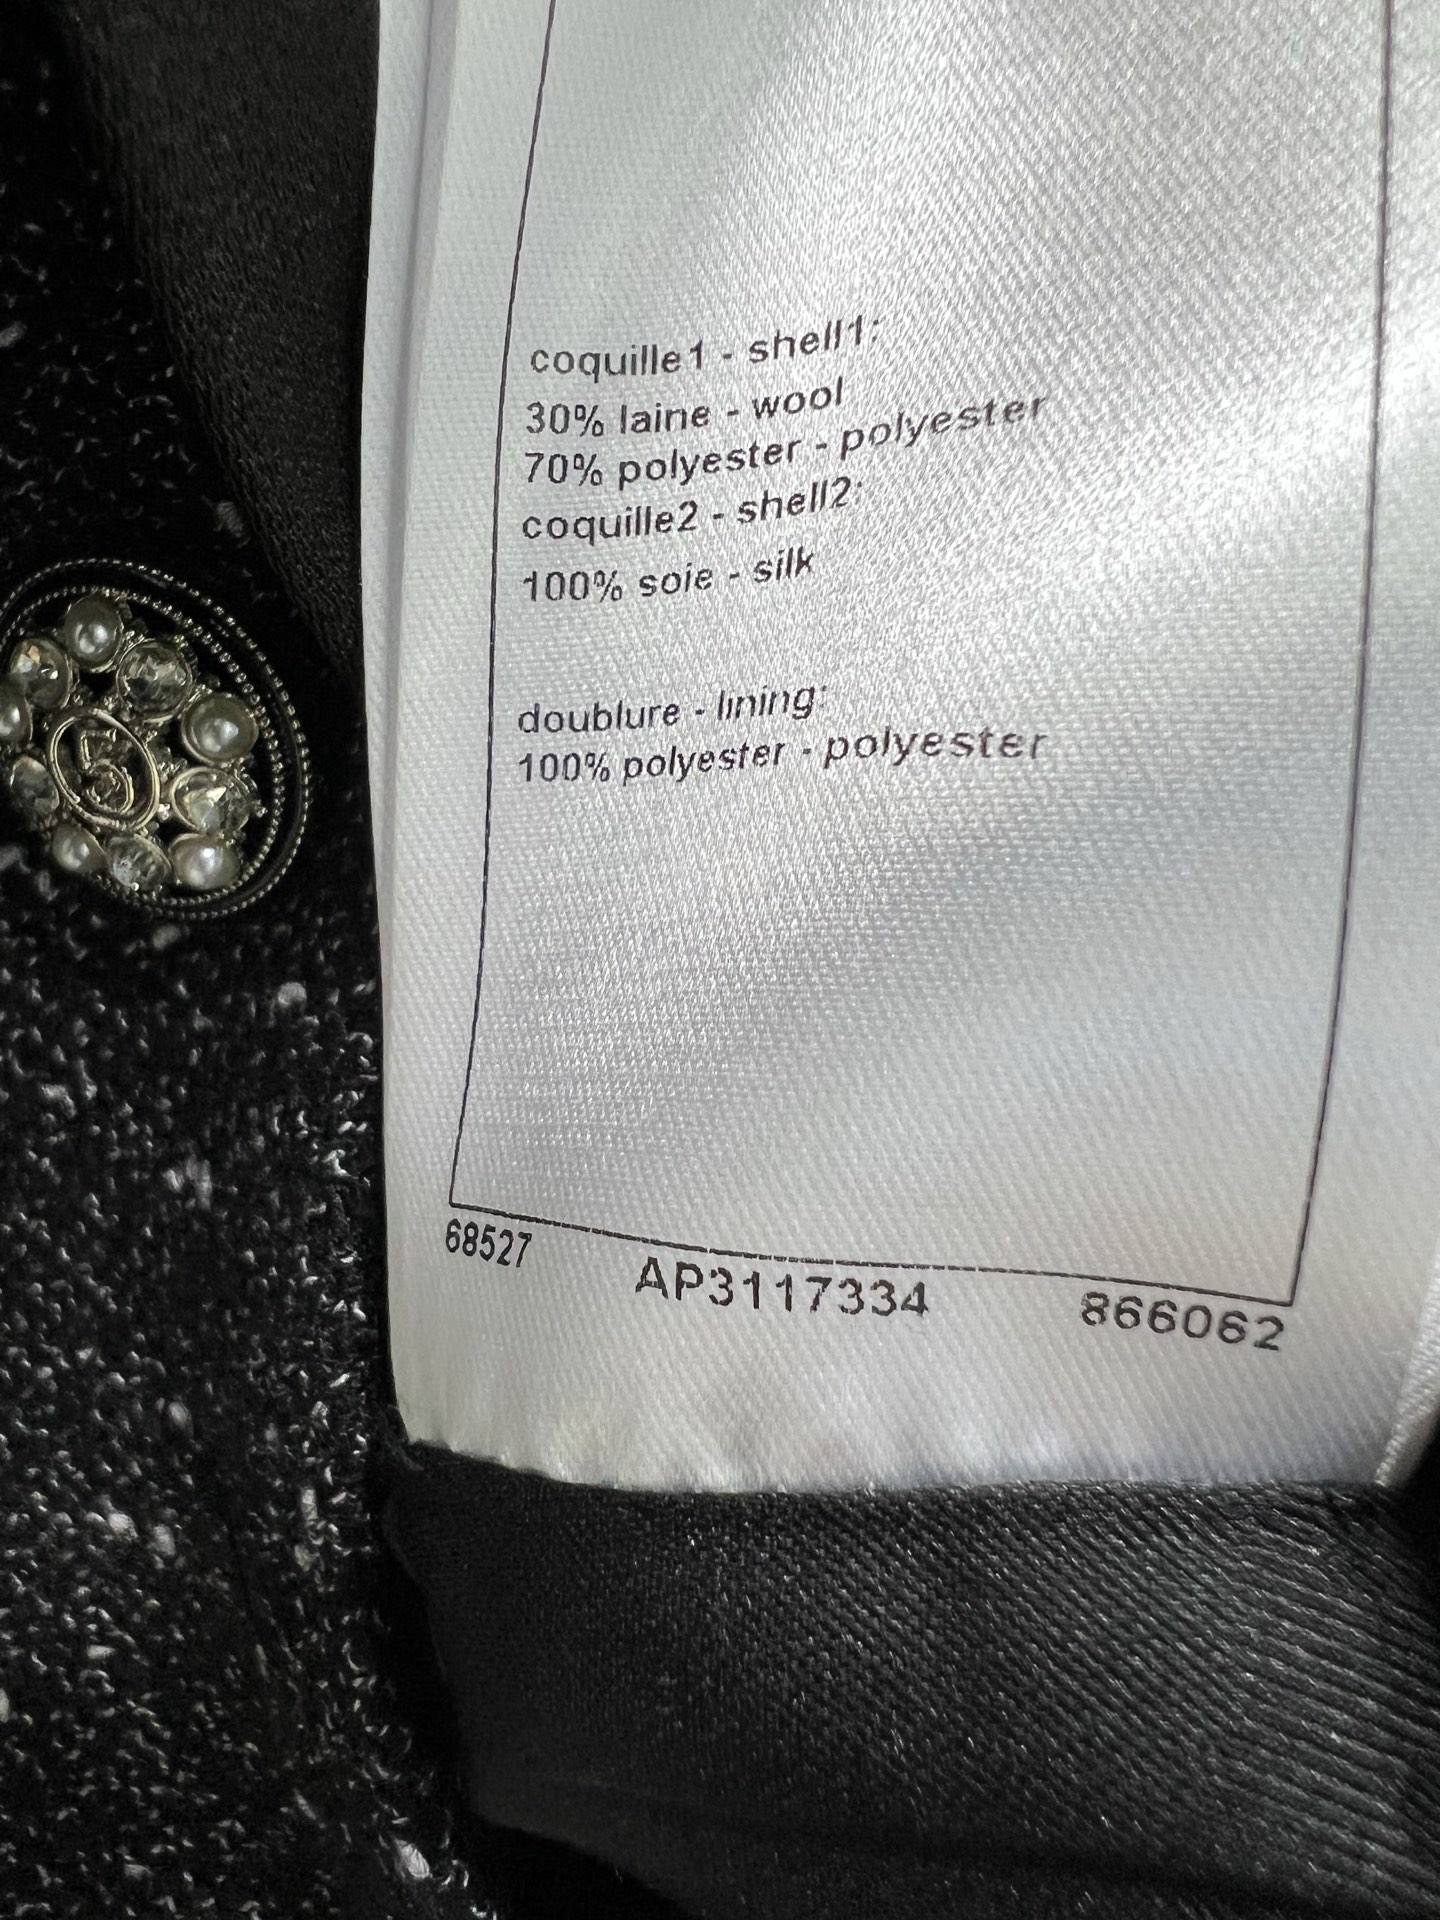 coquille1 - shell1:
30% laine - wool
70% polyester - polyester
coquille2 - shell2:
100% soie - silk
doublure - lining:
100% polyester - polyester
68527 AP3117334 866062
5